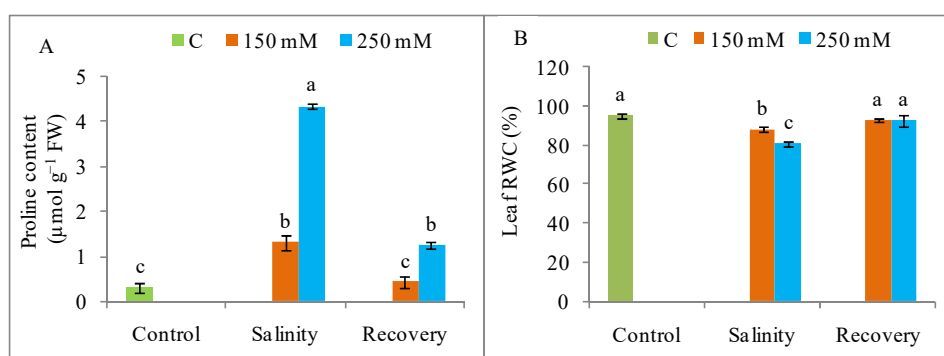 A
C 150 mM 250 mM
Proline content
(µmol g⁻¹ FW)
5
4
3
2
1
0
c
b
a
c
b
Control Salinity Recovery
B
C 150 mM 250 mM
Leaf RWC (%)
120
100
80
60
40
20
0
a
b
c
a
a
Control Salinity Recovery